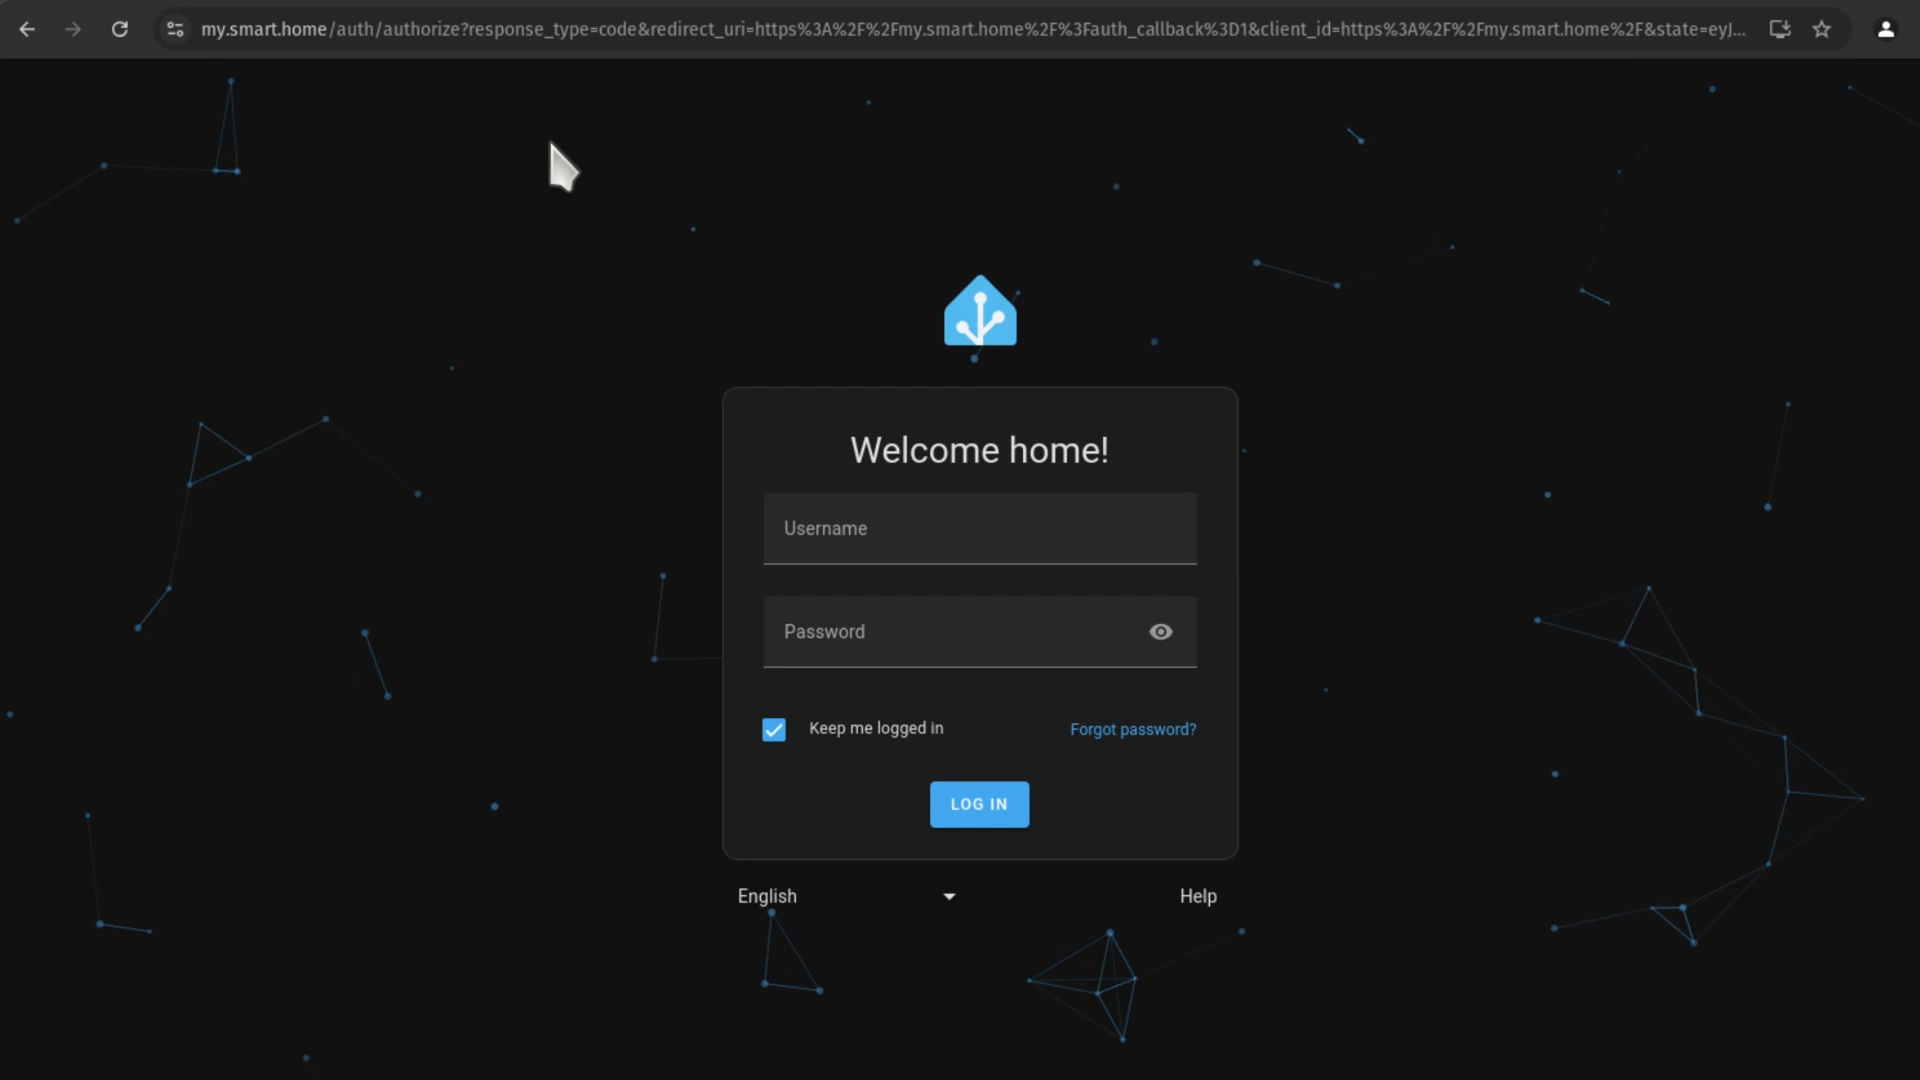 my.smart.home/auth/authorize?response_type=code&redirect_uri=https%3A%2F%2Fmy.smart.home%2F%3Fauth_callback%3D1&client_id=https%3A%2F%2Fmy.smart.home%2F&state=eyJ...
Welcome home!
Username
Password
Keep me logged in Forgot password?
LOG IN
English Help